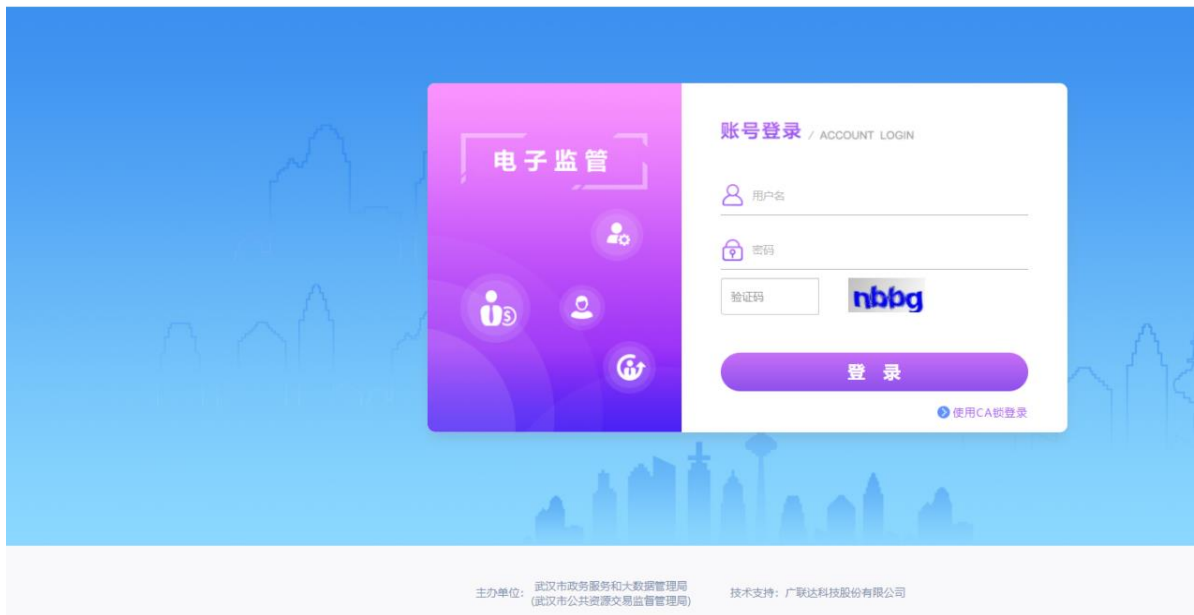 电子监管
账号登录 / ACCOUNT LOGIN
用户名
密码
验证码
nbbg
登 录
使用CA锁登录
主办单位: 武汉市政务服务和大数据管理局
(武汉市公共资源交易监督管理局)
技术支持: 广联达科技股份有限公司